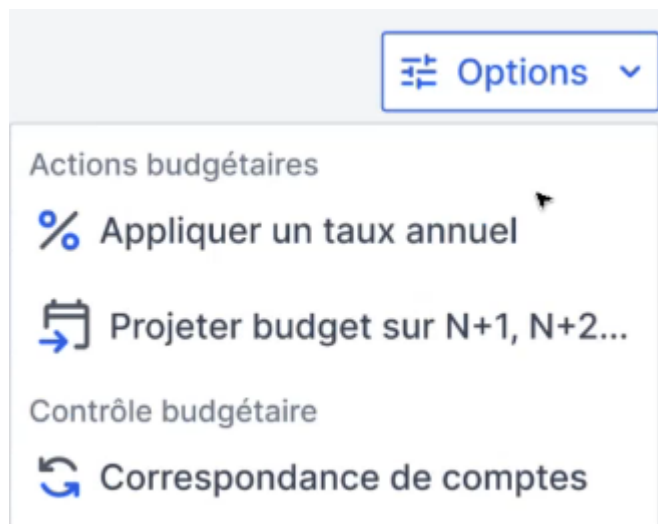 Options
Actions budgétaires
Appliquer un taux annuel
Projeter budget sur N+1, N+2...
Contrôle budgétaire
Correspondance de comptes